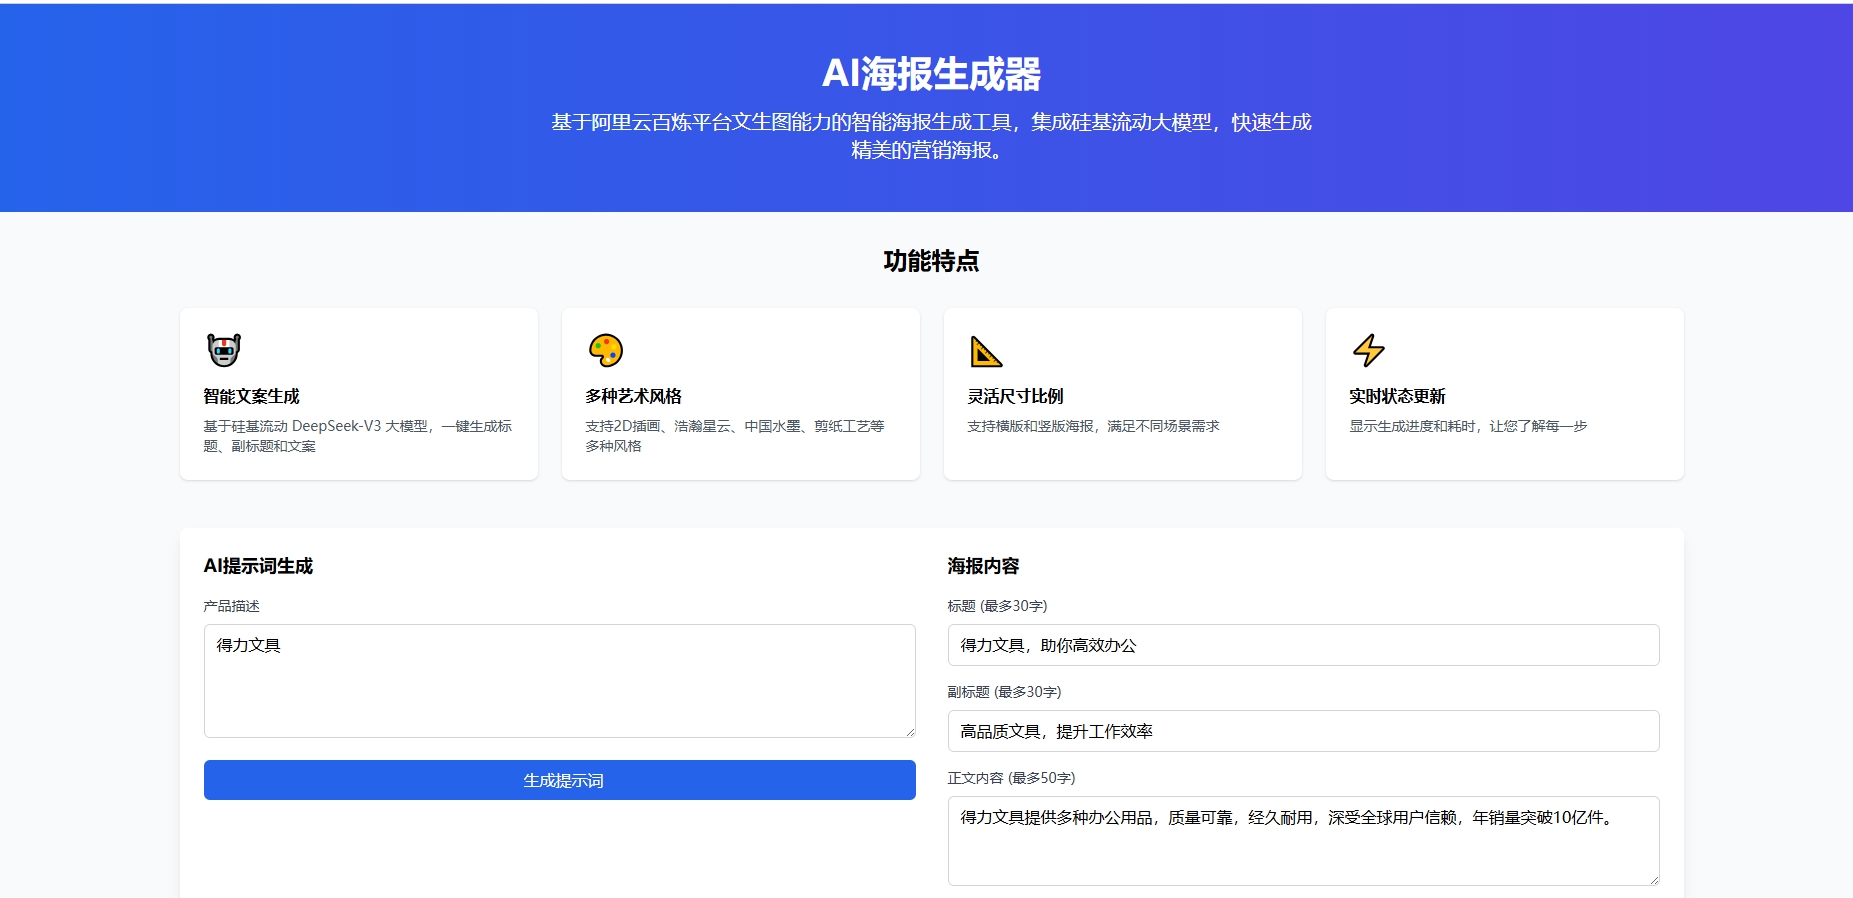 AI海报生成器
基于阿里云百炼平台文生图能力的智能海报生成工具，集成硅基流动大模型，快速生成
精美的营销海报。
功能特点
智能文案生成
基于硅基流动 DeepSeek-V3 大模型，一键生成标
题、副标题和文案
多种艺术风格
支持2D插画、浩瀚星云、中国水墨、剪纸工艺等
多种风格
灵活尺寸比例
支持横版和竖版海报，满足不同场景需求
实时状态更新
显示生成进度和耗时，让您了解每一步
AI提示词生成
产品描述
得力文具
生成提示词
海报内容
标题 (最多30字)
得力文具，助你高效办公
副标题 (最多30字)
高品质文具，提升工作效率
正文内容 (最多50字)
得力文具提供多种办公用品，质量可靠，经久耐用，深受全球用户信赖，年销量突破10亿件。